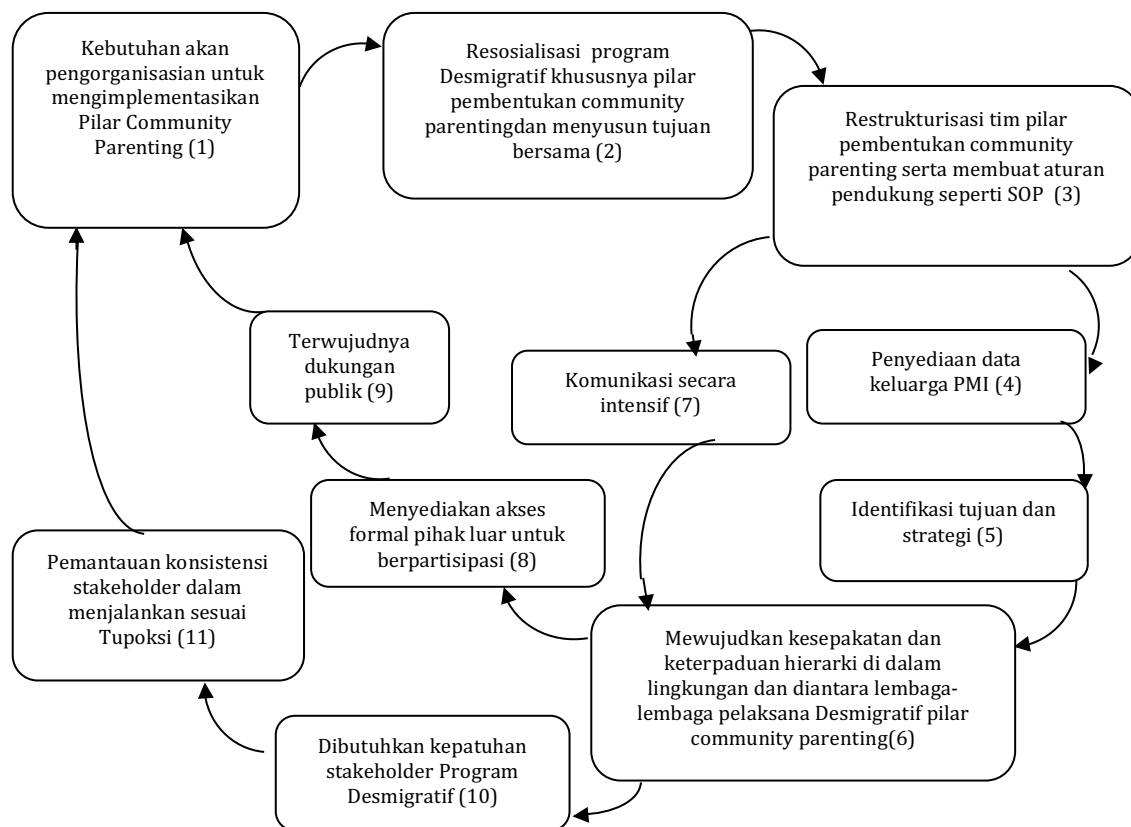 Kebutuhan akan
pengorganisasian untuk
mengimplementasikan
Pilar Community
Parenting (1)
Resosialisasi program
Desmigratif khususnya pilar
pembentukan community
parentingdan menyusun tujuan
bersama (2)
Restrukturisasi tim pilar
pembentukan community
parenting serta membuat aturan
pendukung seperti SOP (3)
Penyediaan data
keluarga PMI (4)
Identifikasi tujuan dan
strategi (5)
Mewujudkan kesepakatan dan
keterpaduan hierarki di dalam
lingkungan dan diantara lembaga-
lembaga pelaksana Desmigratif pilar
community parenting(6)
Komunikasi secara
intensif (7)
Menyediakan akses
formal pihak luar untuk
berpartisipasi (8)
Terwujudnya
dukungan
publik (9)
Dibutuhkan kepatuhan
stakeholder Program
Desmigratif (10)
Pemantauan konsistensi
stakeholder dalam
menjalankan sesuai
Tupoksi (11)